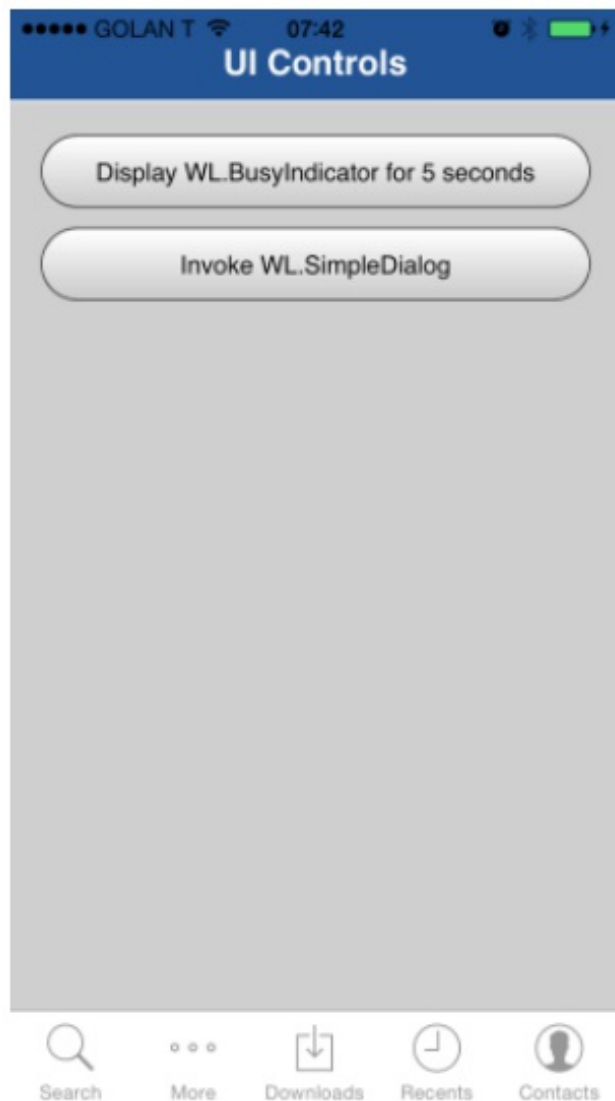 GOLAN T 07:42
UI Controls
Display WL.BusyIndicator for 5 seconds
Invoke WL.SimpleDialog
Search More Downloads Recents Contacts